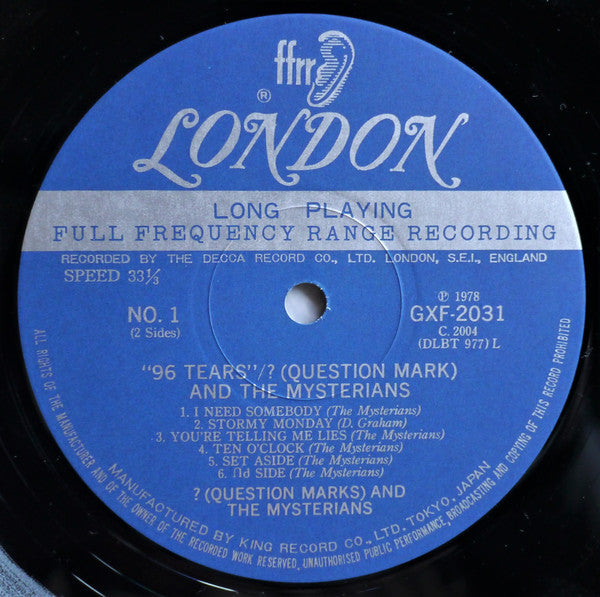 ffrr
®
LONDON
LONG PLAYING
FULL FREQUENCY RANGE RECORDING
RECORDED BY THE DECCA RECORD CO., LTD. LONDON, S.E.I., ENGLAND
SPEED 33⅓
NO. 1
(2 Sides)
℗ 1978
GXF-2031
C. 2004
(DLBT 977) L
"96 TEARS"/? (QUESTION MARK)
AND THE MYSTERIANS
1. I NEED SOMEBODY (The Mysterians)
2. STORMY MONDAY (D. Graham)
3. YOU'RE TELLING ME LIES (The Mysterians)
4. TEN O'CLOCK (The Mysterians)
5. SET ASIDE (The Mysterians)
6. Πd SIDE (The Mysterians)
? (QUESTION MARKS) AND
THE MYSTERIANS
ALL RIGHTS OF THE MANUFACTURER AND OF THE OWNER OF THE RECORDED WORK RESERVED, UNAUTHORISED PUBLIC PERFORMANCE, BROADCASTING AND COPYING OF THIS RECORD PROHIBITED
MANUFACTURED BY KING RECORD CO., LTD. TOKYO, JAPAN